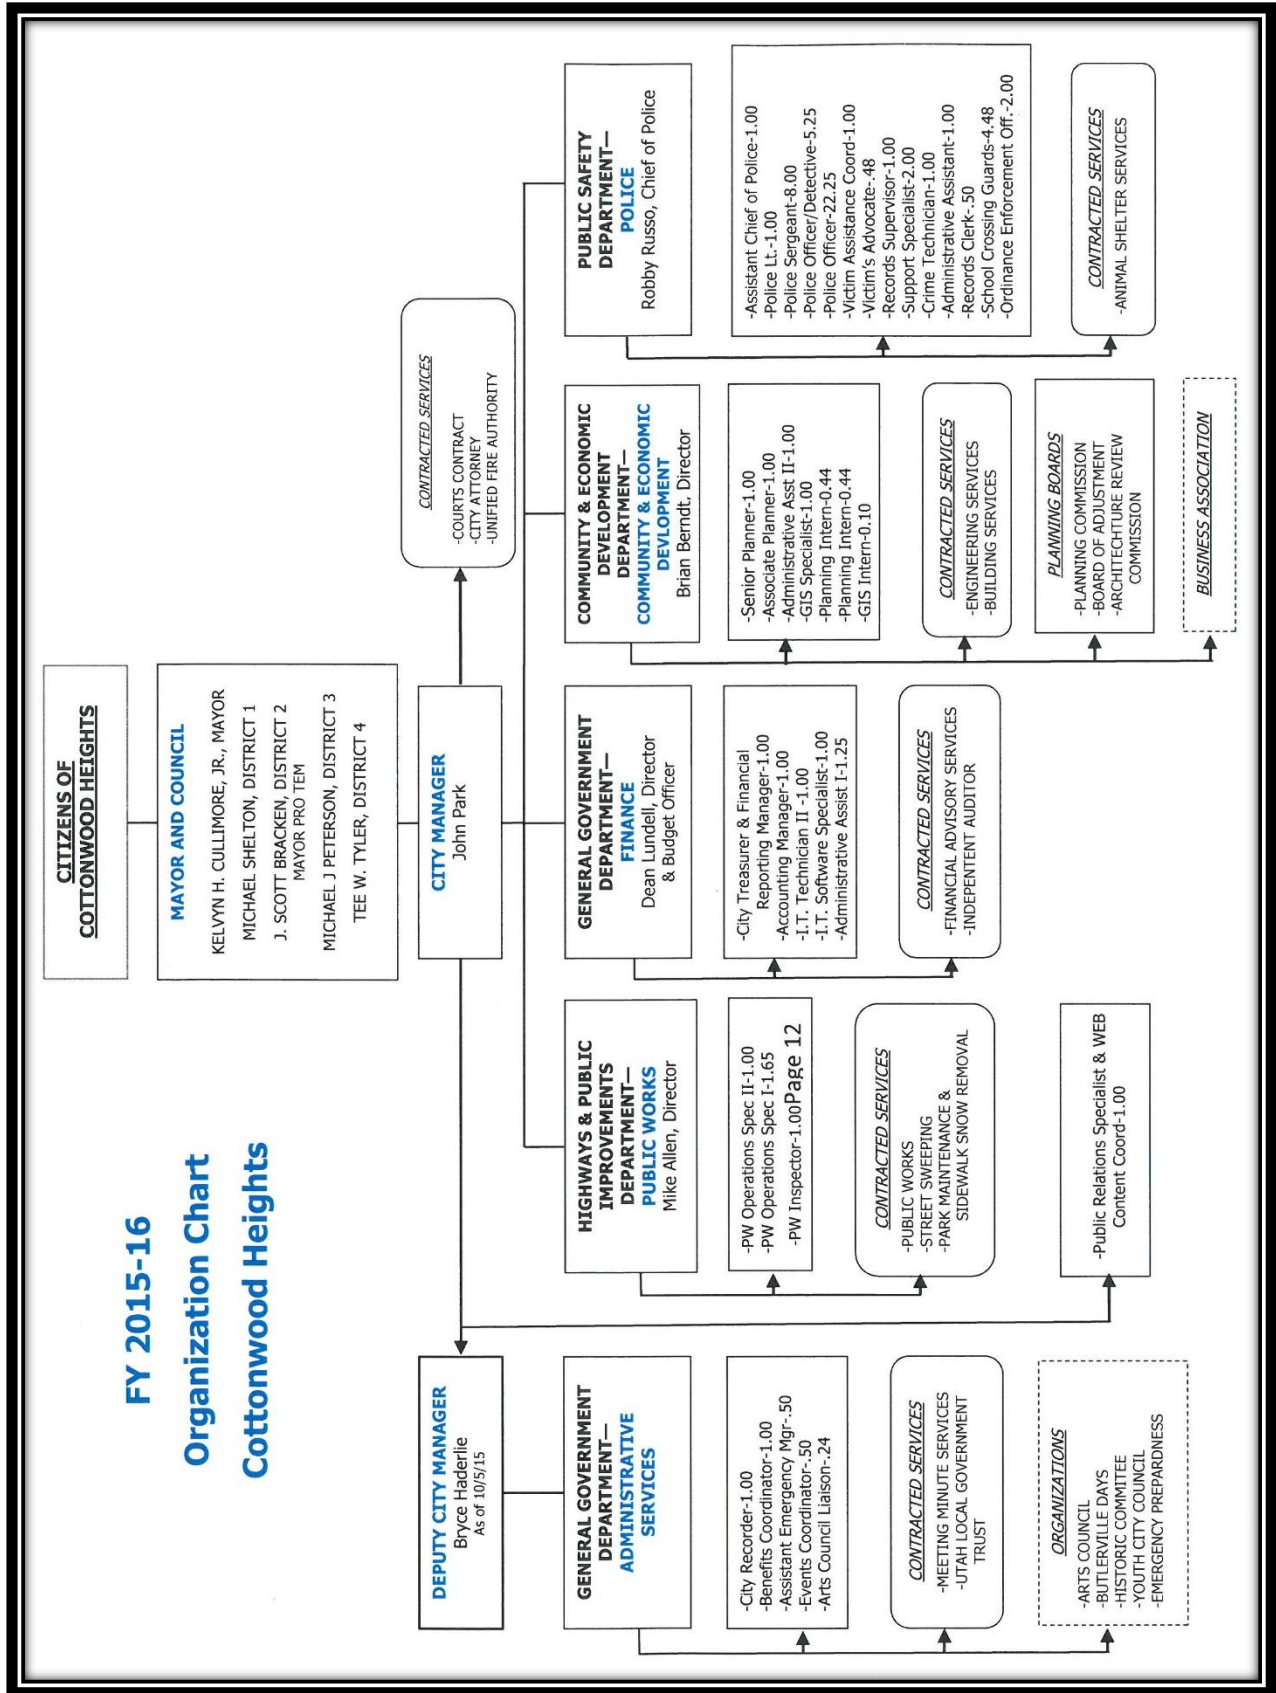 FY 2015-16
Organization Chart
Cottonwood Heights
CITIZENS OF
COTTONWOOD HEIGHTS
MAYOR AND COUNCIL
KELVYN H. CULLIMORE, JR., MAYOR
MICHAEL SHELTON, DISTRICT 1
J. SCOTT BRACKEN, DISTRICT 2
MAYOR PRO TEM
MICHAEL J PETERSON, DISTRICT 3
TEE W. TYLER, DISTRICT 4
CITY MANAGER
John Park
CONTRACTED SERVICES
-COURTS CONTRACT
-CITY ATTORNEY
-UNIFIED FIRE AUTHORITY
DEPUTY CITY MANAGER
Bryce Haderlie
As of 10/5/15
GENERAL GOVERNMENT
DEPARTMENT—
ADMINISTRATIVE
SERVICES
-City Recorder-1.00
-Benefits Coordinator-1.00
-Assistant Emergency Mgr-.50
-Events Coordinator-.50
-Arts Council Liaison-.24
CONTRACTED SERVICES
-MEETING MINUTE SERVICES
-UTAH LOCAL GOVERNMENT
TRUST
ORGANIZATIONS
-ARTS COUNCIL
-BUTLERVILLE DAYS
-HISTORIC COMMITEE
-YOUTH CITY COUNCIL
-EMERGENCY PREPARDNESS
HIGHWAYS & PUBLIC
IMPROVEMENTS
DEPARTMENT—
PUBLIC WORKS
Mike Allen, Director
-PW Operations Spec II-1.00
-PW Operations Spec I-1.65
-PW Inspector-1.00Page 12
CONTRACTED SERVICES
-PUBLIC WORKS
-STREET SWEEPING
-PARK MAINTENANCE &
SIDEWALK SNOW REMOVAL
-Public Relations Specialist & WEB
Content Coord-1.00
GENERAL GOVERNMENT
DEPARTMENT—
FINANCE
Dean Lundell, Director
& Budget Officer
-City Treasurer & Financial
Reporting Manager-1.00
-Accounting Manager-1.00
-I.T. Technician II -1.00
-I.T. Software Specialist-1.00
-Administrative Assist I-1.25
CONTRACTED SERVICES
-FINANCIAL ADVISORY SERVICES
-INDEPENTENT AUDITOR
COMMUNITY & ECONOMIC
DEVELOPMENT
DEPARTMENT—
COMMUNITY & ECONOMIC
DEVLOPMENT
Brian Berndt, Director
-Senior Planner-1.00
-Associate Planner-1.00
-Administrative Asst II-1.00
-GIS Specialist-1.00
-Planning Intern-0.44
-Planning Intern-0.44
-GIS Intern-0.10
CONTRACTED SERVICES
-ENGINEERING SERVICES
-BUILDING SERVICES
PLANNING BOARDS
-PLANNING COMMISSION
-BOARD OF ADJUSTMENT
-ARCHITECHTURE REVIEW
COMMISSION
BUSINESS ASSOCIATION
PUBLIC SAFETY
DEPARTMENT—
POLICE
Robby Russo, Chief of Police
-Assistant Chief of Police-1.00
-Police Lt.-1.00
-Police Sergeant-8.00
-Police Officer/Detective-5.25
-Police Officer-22.25
-Victim Assistance Coord-1.00
-Victim's Advocate-.48
-Records Supervisor-1.00
-Support Specialist-2.00
-Crime Technician-1.00
-Administrative Assistant-1.00
-Records Clerk-.50
-School Crossing Guards-4.48
-Ordinance Enforcement Off.-2.00
CONTRACTED SERVICES
-ANIMAL SHELTER SERVICES